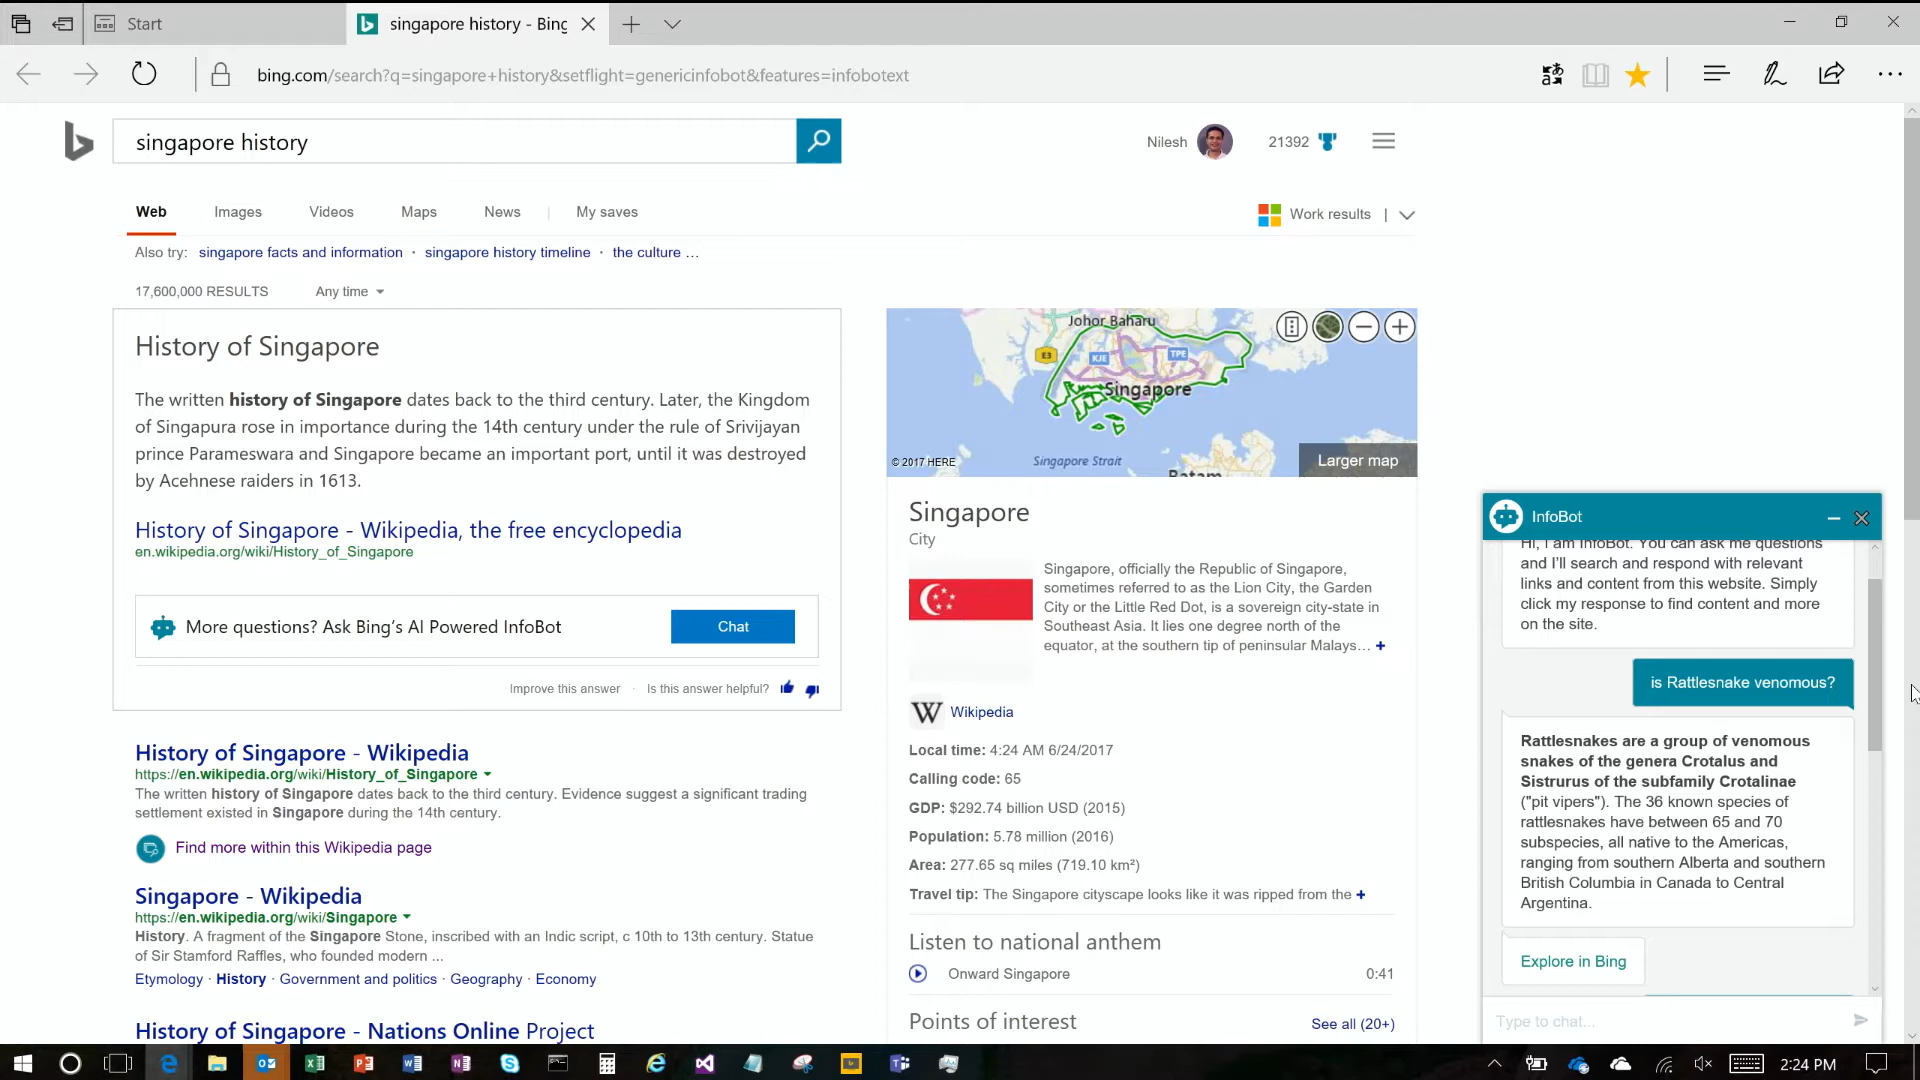 Start
singapore history - Bing
bing.com/search?q=singapore+history&setflight=genericinfobot&features=infobotext
singapore history
Nilesh
21392
Web
Images
Videos
Maps
News
My saves
Work results |
Also try: singapore facts and information · singapore history timeline · the culture ...
17,600,000 RESULTS
Any time
History of Singapore
The written history of Singapore dates back to the third century. Later, the Kingdom
of Singapura rose in importance during the 14th century under the rule of Srivijayan
prince Parameswara and Singapore became an important port, until it was destroyed
by Acehnese raiders in 1613.
History of Singapore - Wikipedia, the free encyclopedia
en.wikipedia.org/wiki/History_of_Singapore
More questions? Ask Bing's AI Powered InfoBot
Chat
Improve this answer · Is this answer helpful?
History of Singapore - Wikipedia
https://en.wikipedia.org/wiki/History_of_Singapore
The written history of Singapore dates back to the third century. Evidence suggest a significant trading
settlement existed in Singapore during the 14th century.
Find more within this Wikipedia page
Singapore - Wikipedia
https://en.wikipedia.org/wiki/Singapore
History. A fragment of the Singapore Stone, inscribed with an Indic script, c 10th to 13th century. Statue
of Sir Stamford Raffles, who founded modern ...
Etymology · History · Government and politics · Geography · Economy
History of Singapore - Nations Online Project
Johor Baharu
E3
KJE
TPE
Singapore
© 2017 HERE
Singapore Strait
Batam
Larger map
Singapore
City
Singapore, officially the Republic of Singapore,
sometimes referred to as the Lion City, the Garden
City or the Little Red Dot, is a sovereign city-state in
Southeast Asia. It lies one degree north of the
equator, at the southern tip of peninsular Malays... +
W Wikipedia
Local time: 4:24 AM 6/24/2017
Calling code: 65
GDP: $292.74 billion USD (2015)
Population: 5.78 million (2016)
Area: 277.65 sq miles (719.10 km²)
Travel tip: The Singapore cityscape looks like it was ripped from the +
Listen to national anthem
Onward Singapore
0:41
Points of interest
See all (20+)
InfoBot
Hi, I am InfoBot. You can ask me questions
and I'll search and respond with relevant
links and content from this website. Simply
click my response to find content and more
on the site.
is Rattlesnake venomous?
Rattlesnakes are a group of venomous
snakes of the genera Crotalus and
Sistrurus of the subfamily Crotalinae
("pit vipers"). The 36 known species of
rattlesnakes have between 65 and 70
subspecies, all native to the Americas,
ranging from southern Alberta and southern
British Columbia in Canada to Central
Argentina.
Explore in Bing
Type to chat...
2:24 PM